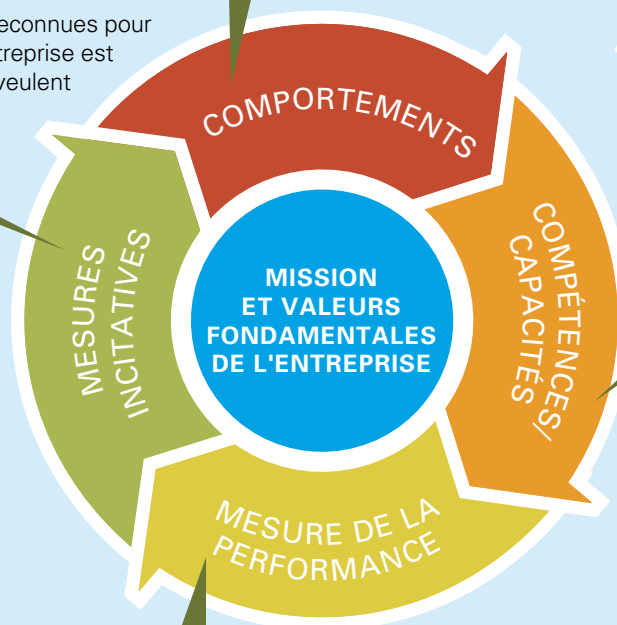 econnues pour
treprise est
veulent
COMPORTEMENTS
COMPÉTENCES/
CAPACITÉS
MISSION
ET VALEURS
FONDAMENTALES
DE L'ENTREPRISE
MESURES
INCITATIVES
MESURE DE LA
PERFORMANCE